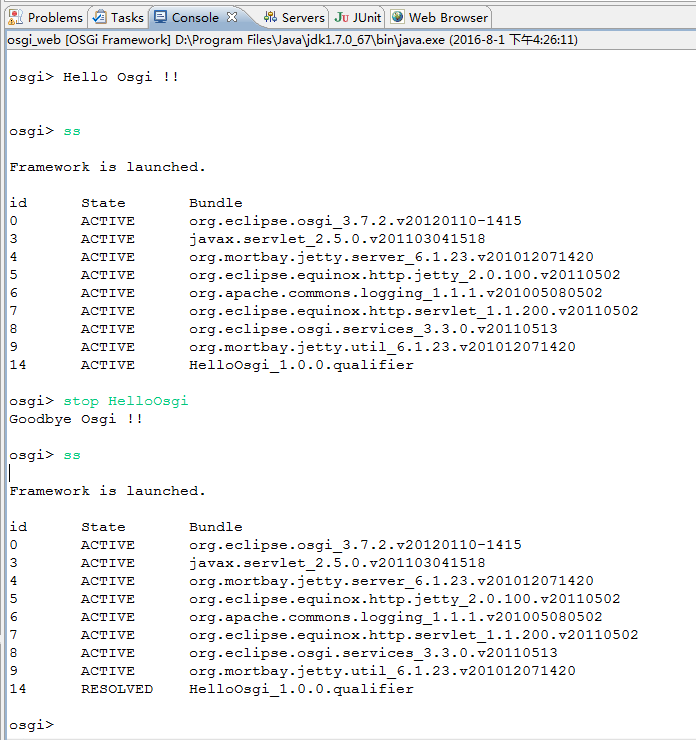 Problems Tasks Console Servers JUnit Web Browser
osgi_web [OSGi Framework] D:\Program Files\Java\jdk1.7.0_67\bin\java.exe (2016-8-1 下午4:26:11)
osgi> Hello Osgi !!
osgi> ss
Framework is launched.
id State Bundle
0 ACTIVE org.eclipse.osgi_3.7.2.v20120110-1415
3 ACTIVE javax.servlet_2.5.0.v201103041518
4 ACTIVE org.mortbay.jetty.server_6.1.23.v201012071420
5 ACTIVE org.eclipse.equinox.http.jetty_2.0.100.v20110502
6 ACTIVE org.apache.commons.logging_1.1.1.v201005080502
7 ACTIVE org.eclipse.equinox.http.servlet_1.1.200.v20110502
8 ACTIVE org.eclipse.osgi.services_3.3.0.v20110513
9 ACTIVE org.mortbay.jetty.util_6.1.23.v201012071420
14 ACTIVE HelloOsgi_1.0.0.qualifier
osgi> stop HelloOsgi
Goodbye Osgi !!
osgi> ss
Framework is launched.
id State Bundle
0 ACTIVE org.eclipse.osgi_3.7.2.v20120110-1415
3 ACTIVE javax.servlet_2.5.0.v201103041518
4 ACTIVE org.mortbay.jetty.server_6.1.23.v201012071420
5 ACTIVE org.eclipse.equinox.http.jetty_2.0.100.v20110502
6 ACTIVE org.apache.commons.logging_1.1.1.v201005080502
7 ACTIVE org.eclipse.equinox.http.servlet_1.1.200.v20110502
8 ACTIVE org.eclipse.osgi.services_3.3.0.v20110513
9 ACTIVE org.mortbay.jetty.util_6.1.23.v201012071420
14 RESOLVED HelloOsgi_1.0.0.qualifier
osgi>